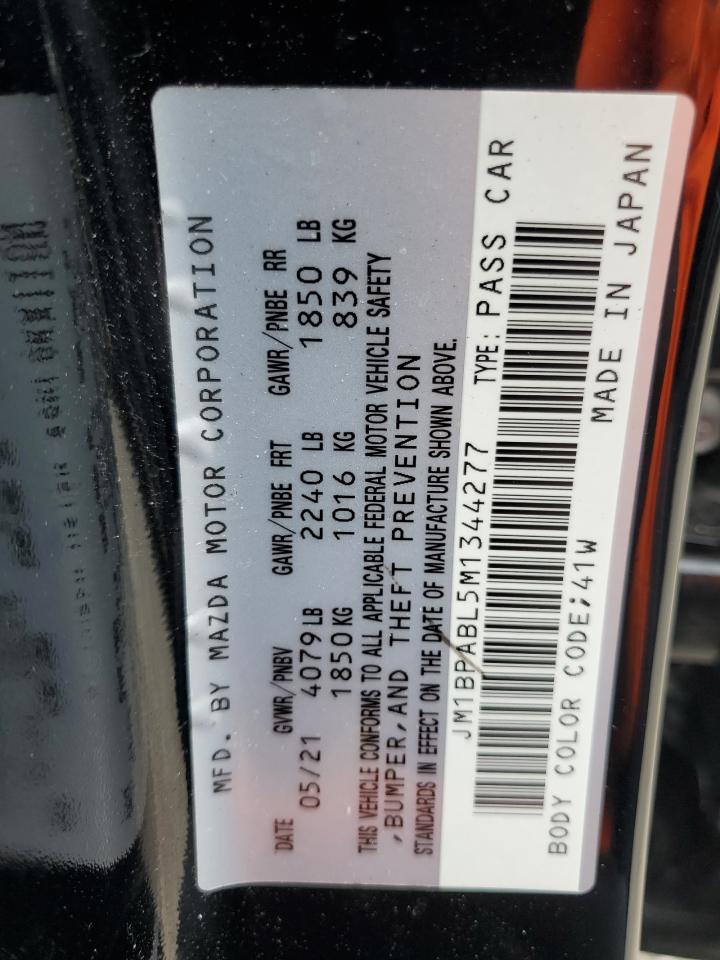 MFD. BY MAZDA MOTOR CORPORATION
DATE GVWR/PNBV GAWR/PNBE FRT GAWR/PNBE RR
05/21 4079LB 2240 LB 1850 LB
1850KG 1016 KG 839 KG
THIS VEHICLE CONFORMS TO ALL APPLICABLE FEDERAL MOTOR VEHICLE SAFETY
,BUMPER,AND THEFT PREVENTION
STANDARDS IN EFFECT ON THE DATE OF MANUFACTURE SHOWN ABOVE.
JM1BPABL5M1344277 TYPE: PASS CAR
BODY COLOR CODE;41W MADE IN JAPAN